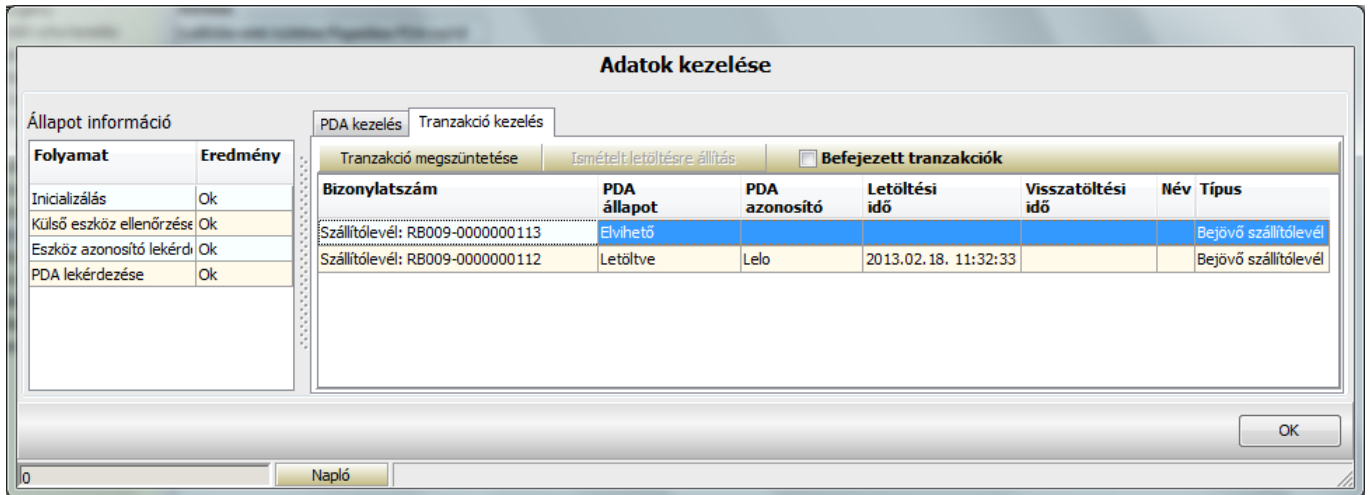 Adatok kezelése
Állapot információ
Folyamat Eredmény
Inicializálás Ok
Külső eszköz ellenőrzése Ok
Eszköz azonosító lekérd Ok
PDA lekérdezése Ok
PDA kezelés Tranzakció kezelés
Tranzakció megszüntetése Ismételt letöltésre állítás Befejezett tranzakciók
Bizonylatszám PDA állapot PDA azonosító Letöltési idő Visszatöltési idő Név Típus
Szállítólevél: RB009-0000000113 Elvihető Bejövő szállítólevél
Szállítólevél: RB009-0000000112 Letöltve Lelo 2013.02.18. 11:32:33 Bejövő szállítólevél
OK
0 Napló